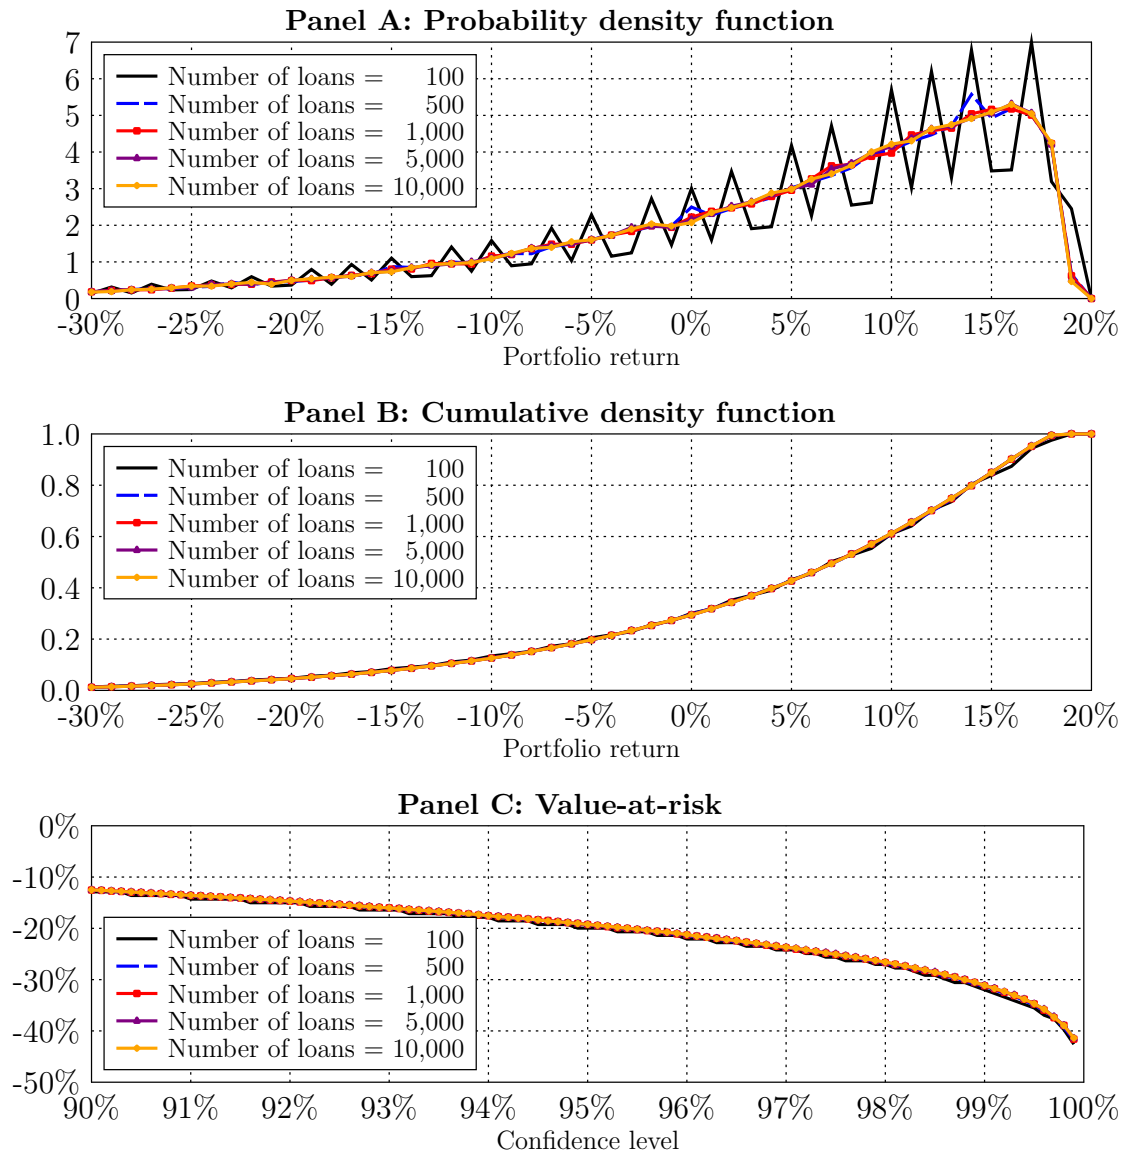 Panel A: Probability density function
7
6
5
4
3
2
1
0
Number of loans = 100
Number of loans = 500
Number of loans = 1,000
Number of loans = 5,000
Number of loans = 10,000
-30% -25% -20% -15% -10% -5% 0% 5% 10% 15% 20%
Portfolio return
Panel B: Cumulative density function
1.0
0.8
0.6
0.4
0.2
0.0
Number of loans = 100
Number of loans = 500
Number of loans = 1,000
Number of loans = 5,000
Number of loans = 10,000
-30% -25% -20% -15% -10% -5% 0% 5% 10% 15% 20%
Portfolio return
Panel C: Value-at-risk
0%
-10%
-20%
-30%
-40%
-50%
Number of loans = 100
Number of loans = 500
Number of loans = 1,000
Number of loans = 5,000
Number of loans = 10,000
90% 91% 92% 93% 94% 95% 96% 97% 98% 99% 100%
Confidence level